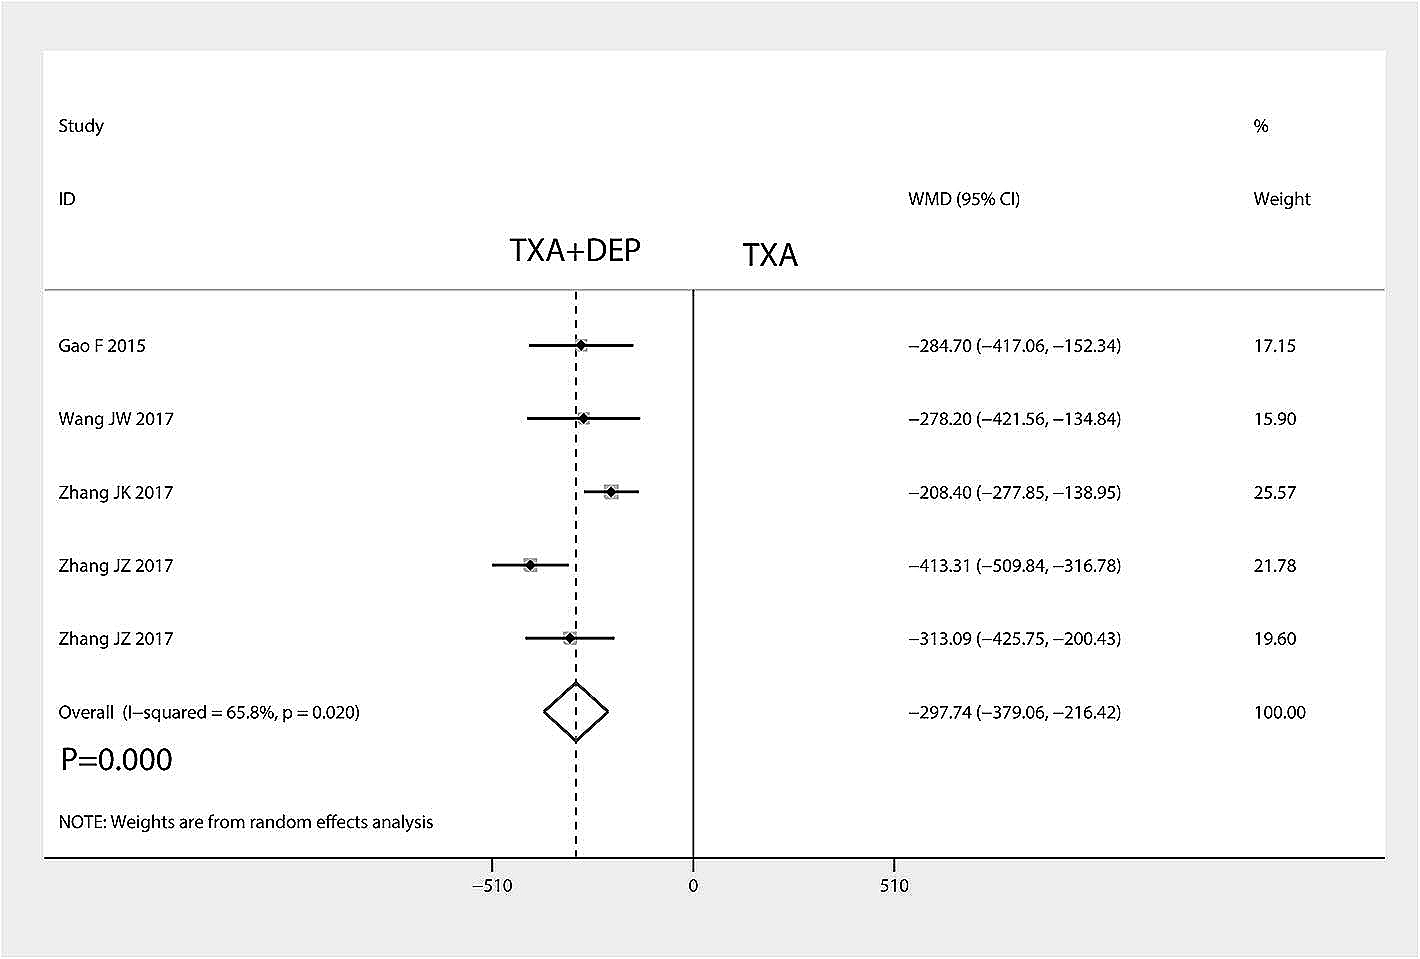 Study %
ID WMD (95% CI) Weight
TXA+DEP TXA
Gao F 2015 −284.70 (−417.06, −152.34) 17.15
Wang JW 2017 −278.20 (−421.56, −134.84) 15.90
Zhang JK 2017 −208.40 (−277.85, −138.95) 25.57
Zhang JZ 2017 −413.31 (−509.84, −316.78) 21.78
Zhang JZ 2017 −313.09 (−425.75, −200.43) 19.60
Overall (I−squared = 65.8%, p = 0.020) −297.74 (−379.06, −216.42) 100.00
P=0.000
NOTE: Weights are from random effects analysis
−510 0 510